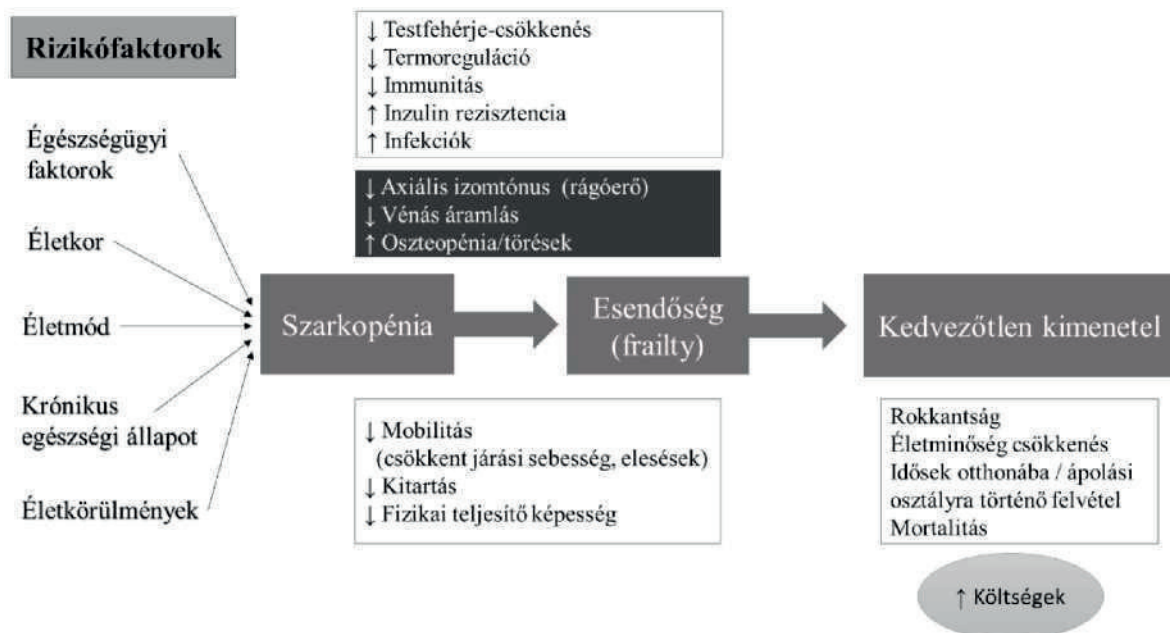 Rizikófaktorok
Égészségügyi
faktorok
Életkor
Életmód
Krónikus
egészségi állapot
Életkörülmények
↓ Testfehérje-csökkenés
↓ Termoreguláció
↓ Immunitás
↑ Inzulin rezisztencia
↑ Infekciók
↓ Axiális izomtónus (rágóerő)
↓ Vénás áramlás
↑ Oszteopénia/törések
Szarkopénia
Esendőség
(frailty)
Kedvezőtlen kimenetel
↓ Mobilitás
(csökkent járási sebesség, elesések)
↓ Kitartás
↓ Fizikai teljesítő képesség
Rokkantság
Életminőség csökkenés
Idősek otthonába / ápolási
osztályra történő felvétel
Mortalitás
↑ Költségek